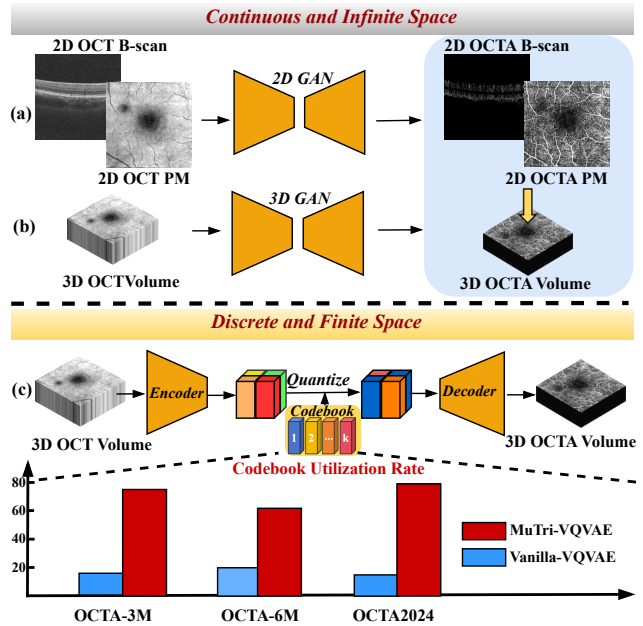 Continuous and Infinite Space
2D OCT B-scan
2D OCTA B-scan
(a)
2D GAN
2D OCT PM
2D OCTA PM
(b)
3D GAN
3D OCTVolume
3D OCTA Volume
Discrete and Finite Space
(c)
Encoder
Quantize
Decoder
Codebook
1 2 ... k
3D OCT Volume
3D OCTA Volume
Codebook Utilization Rate
80
60
40
20
MuTri-VQVAE
Vanilla-VQVAE
OCTA-3M
OCTA-6M
OCTA2024